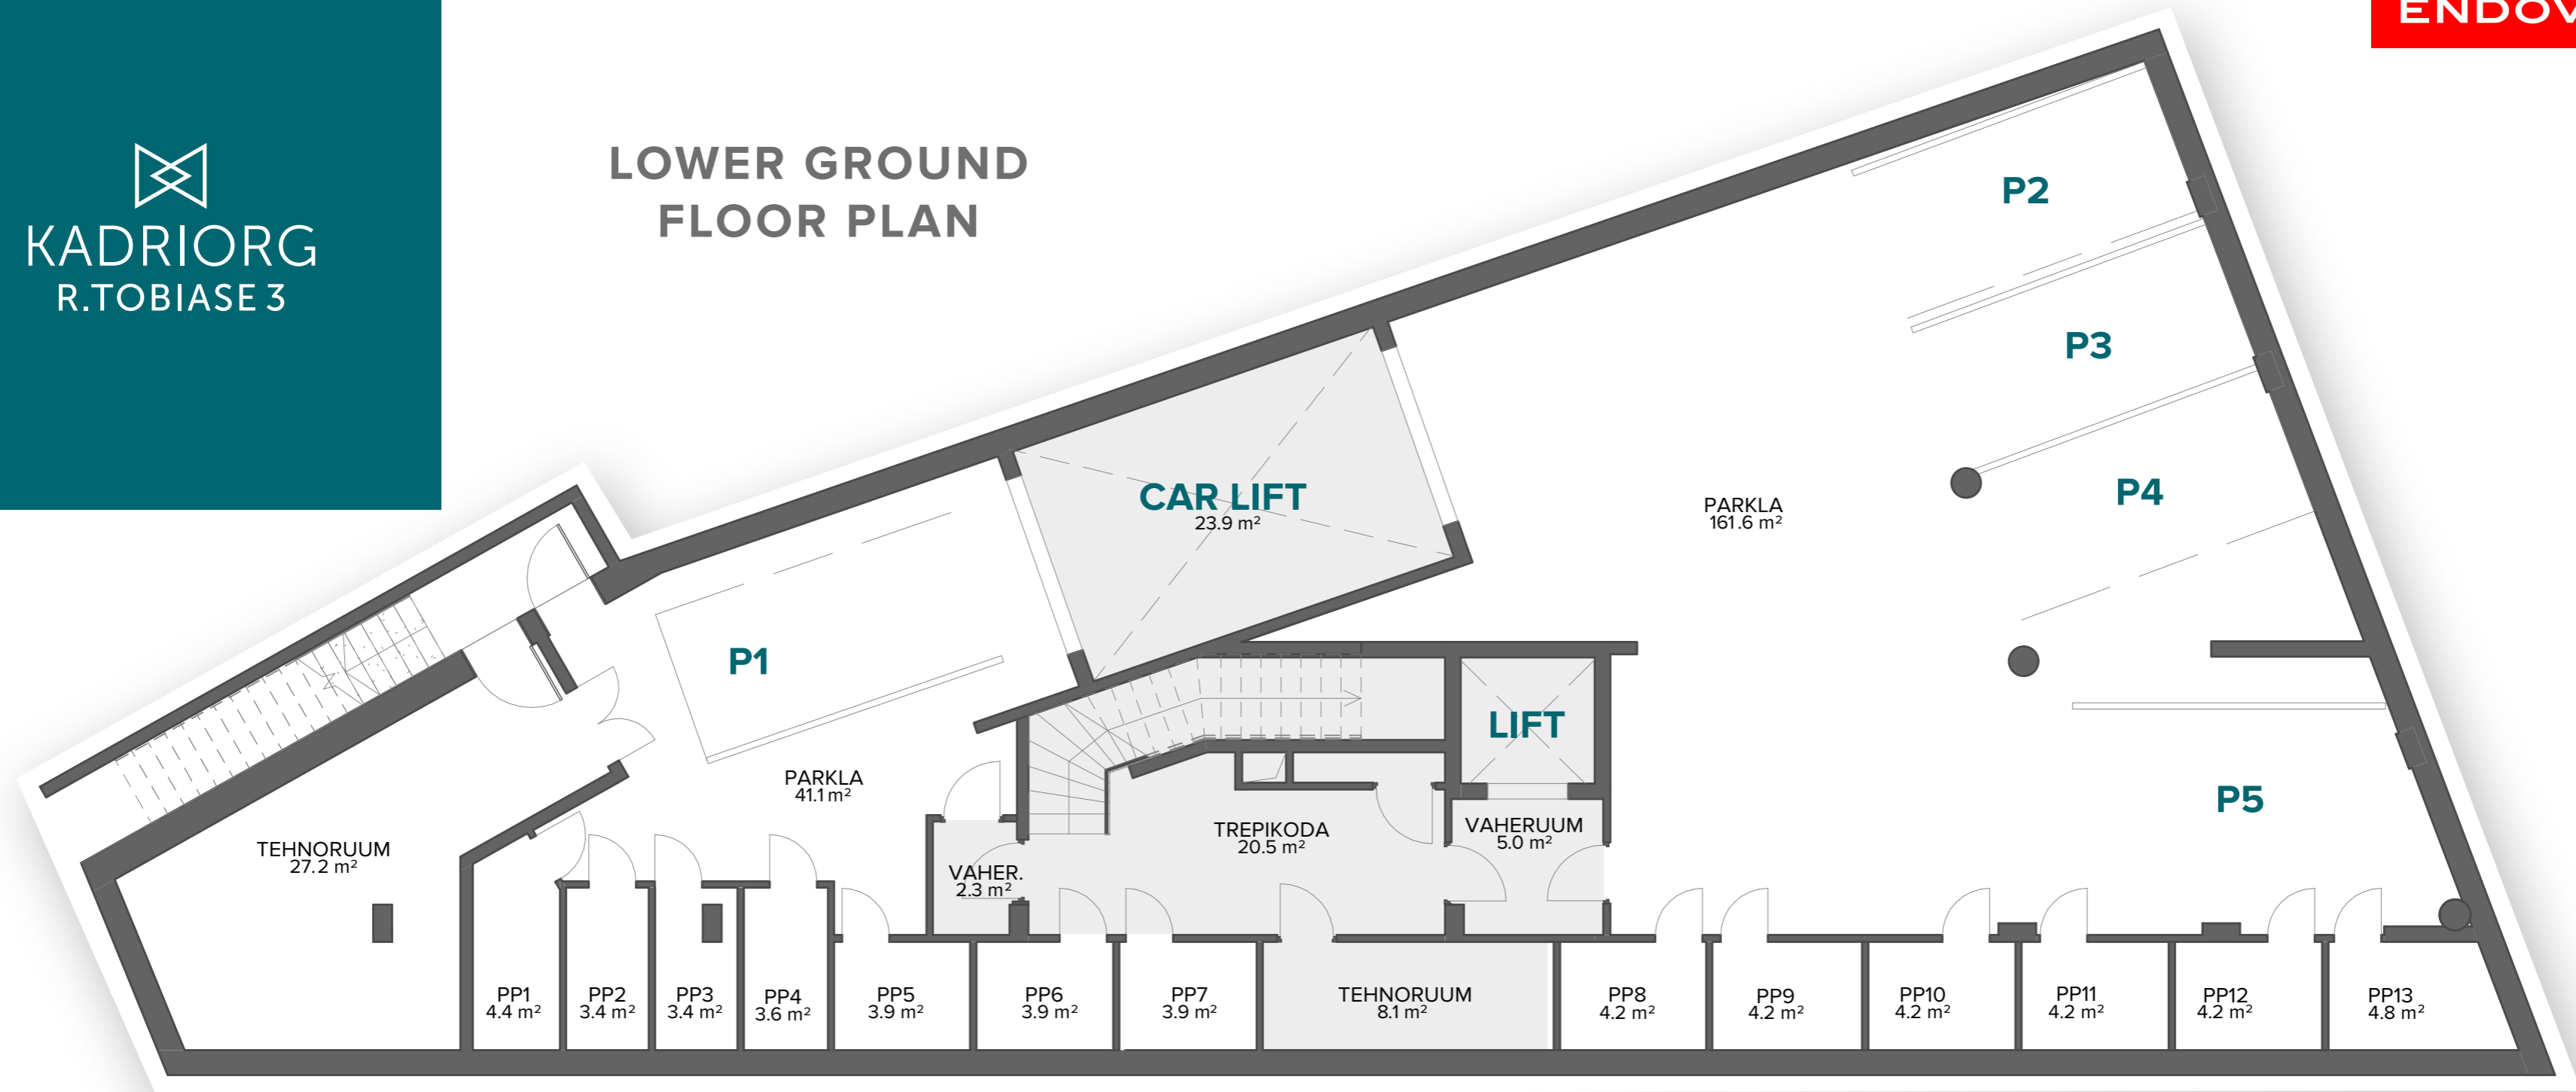 ENDOV
KADRIORG
R.TOBIASE 3
LOWER GROUND
FLOOR PLAN
P2
P3
P4
P5
CAR LIFT
23.9 m²
PARKLA
161.6 m²
P1
LIFT
PARKLA
41.1 m²
TREPIKODA
20.5 m²
VAHERUUM
5.0 m²
TEHNORUUM
27.2 m²
VAHER.
2.3 m²
PP1
4.4 m²
PP2
3.4 m²
PP3
3.4 m²
PP4
3.6 m²
PP5
3.9 m²
PP6
3.9 m²
PP7
3.9 m²
TEHNORUUM
8.1 m²
PP8
4.2 m²
PP9
4.2 m²
PP10
4.2 m²
PP11
4.2 m²
PP12
4.2 m²
PP13
4.8 m²